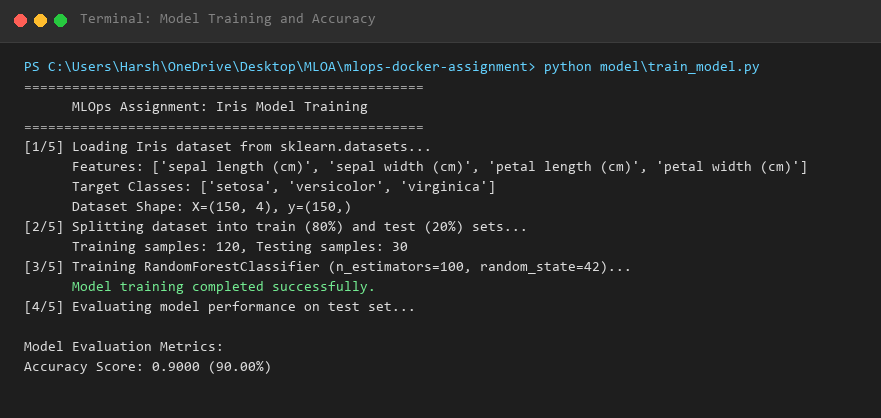 Terminal: Model Training and Accuracy
PS C:\Users\Harsh\OneDrive\Desktop\MLOA\mlops-docker-assignment> python model\train_model.py
==================================================
MLOps Assignment: Iris Model Training
==================================================
[1/5] Loading Iris dataset from sklearn.datasets...
Features: ['sepal length (cm)', 'sepal width (cm)', 'petal length (cm)', 'petal width (cm)']
Target Classes: ['setosa', 'versicolor', 'virginica']
Dataset Shape: X=(150, 4), y=(150,)
[2/5] Splitting dataset into train (80%) and test (20%) sets...
Training samples: 120, Testing samples: 30
[3/5] Training RandomForestClassifier (n_estimators=100, random_state=42)...
Model training completed successfully.
[4/5] Evaluating model performance on test set...
Model Evaluation Metrics:
Accuracy Score: 0.9000 (90.00%)